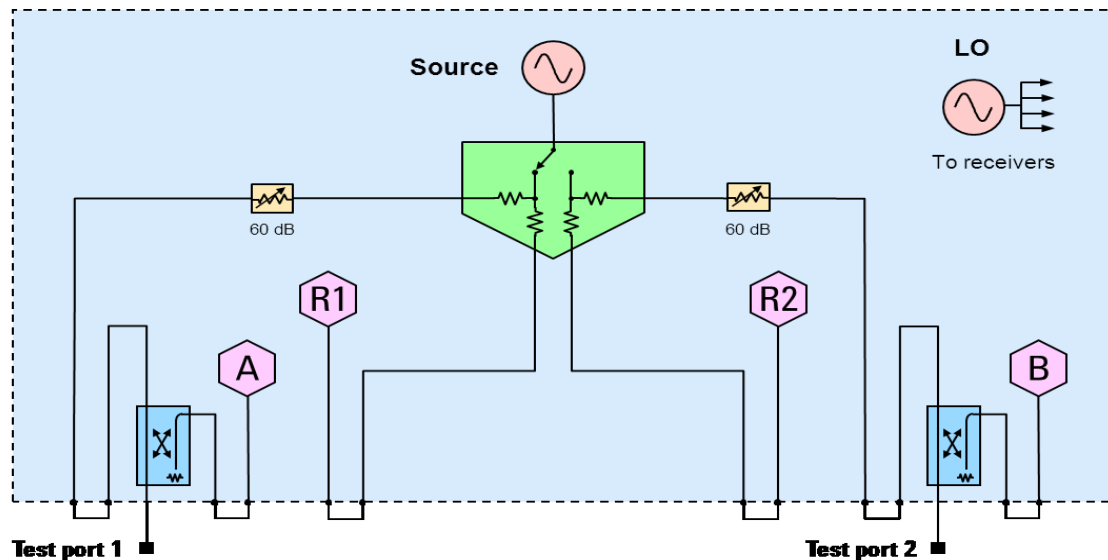 LO
Source
To receivers
60 dB
60 dB
R1
R2
A
B
Test port 1
Test port 2